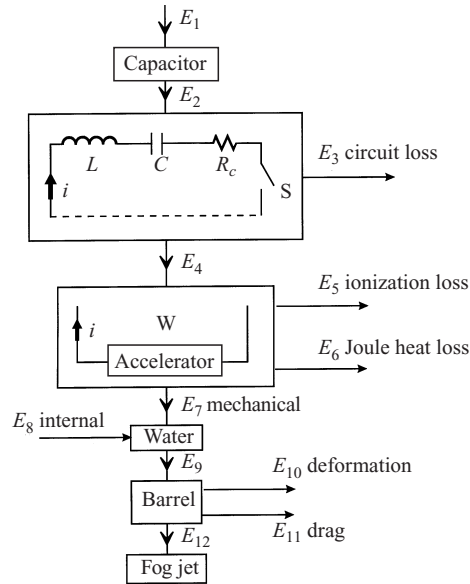 E1
Capacitor
E2
L C Rc
i S
E3 circuit loss
E4
W
i
Accelerator
E5 ionization loss
E6 Joule heat loss
E7 mechanical
E8 internal
Water
E9
Barrel
E10 deformation
E11 drag
E12
Fog jet